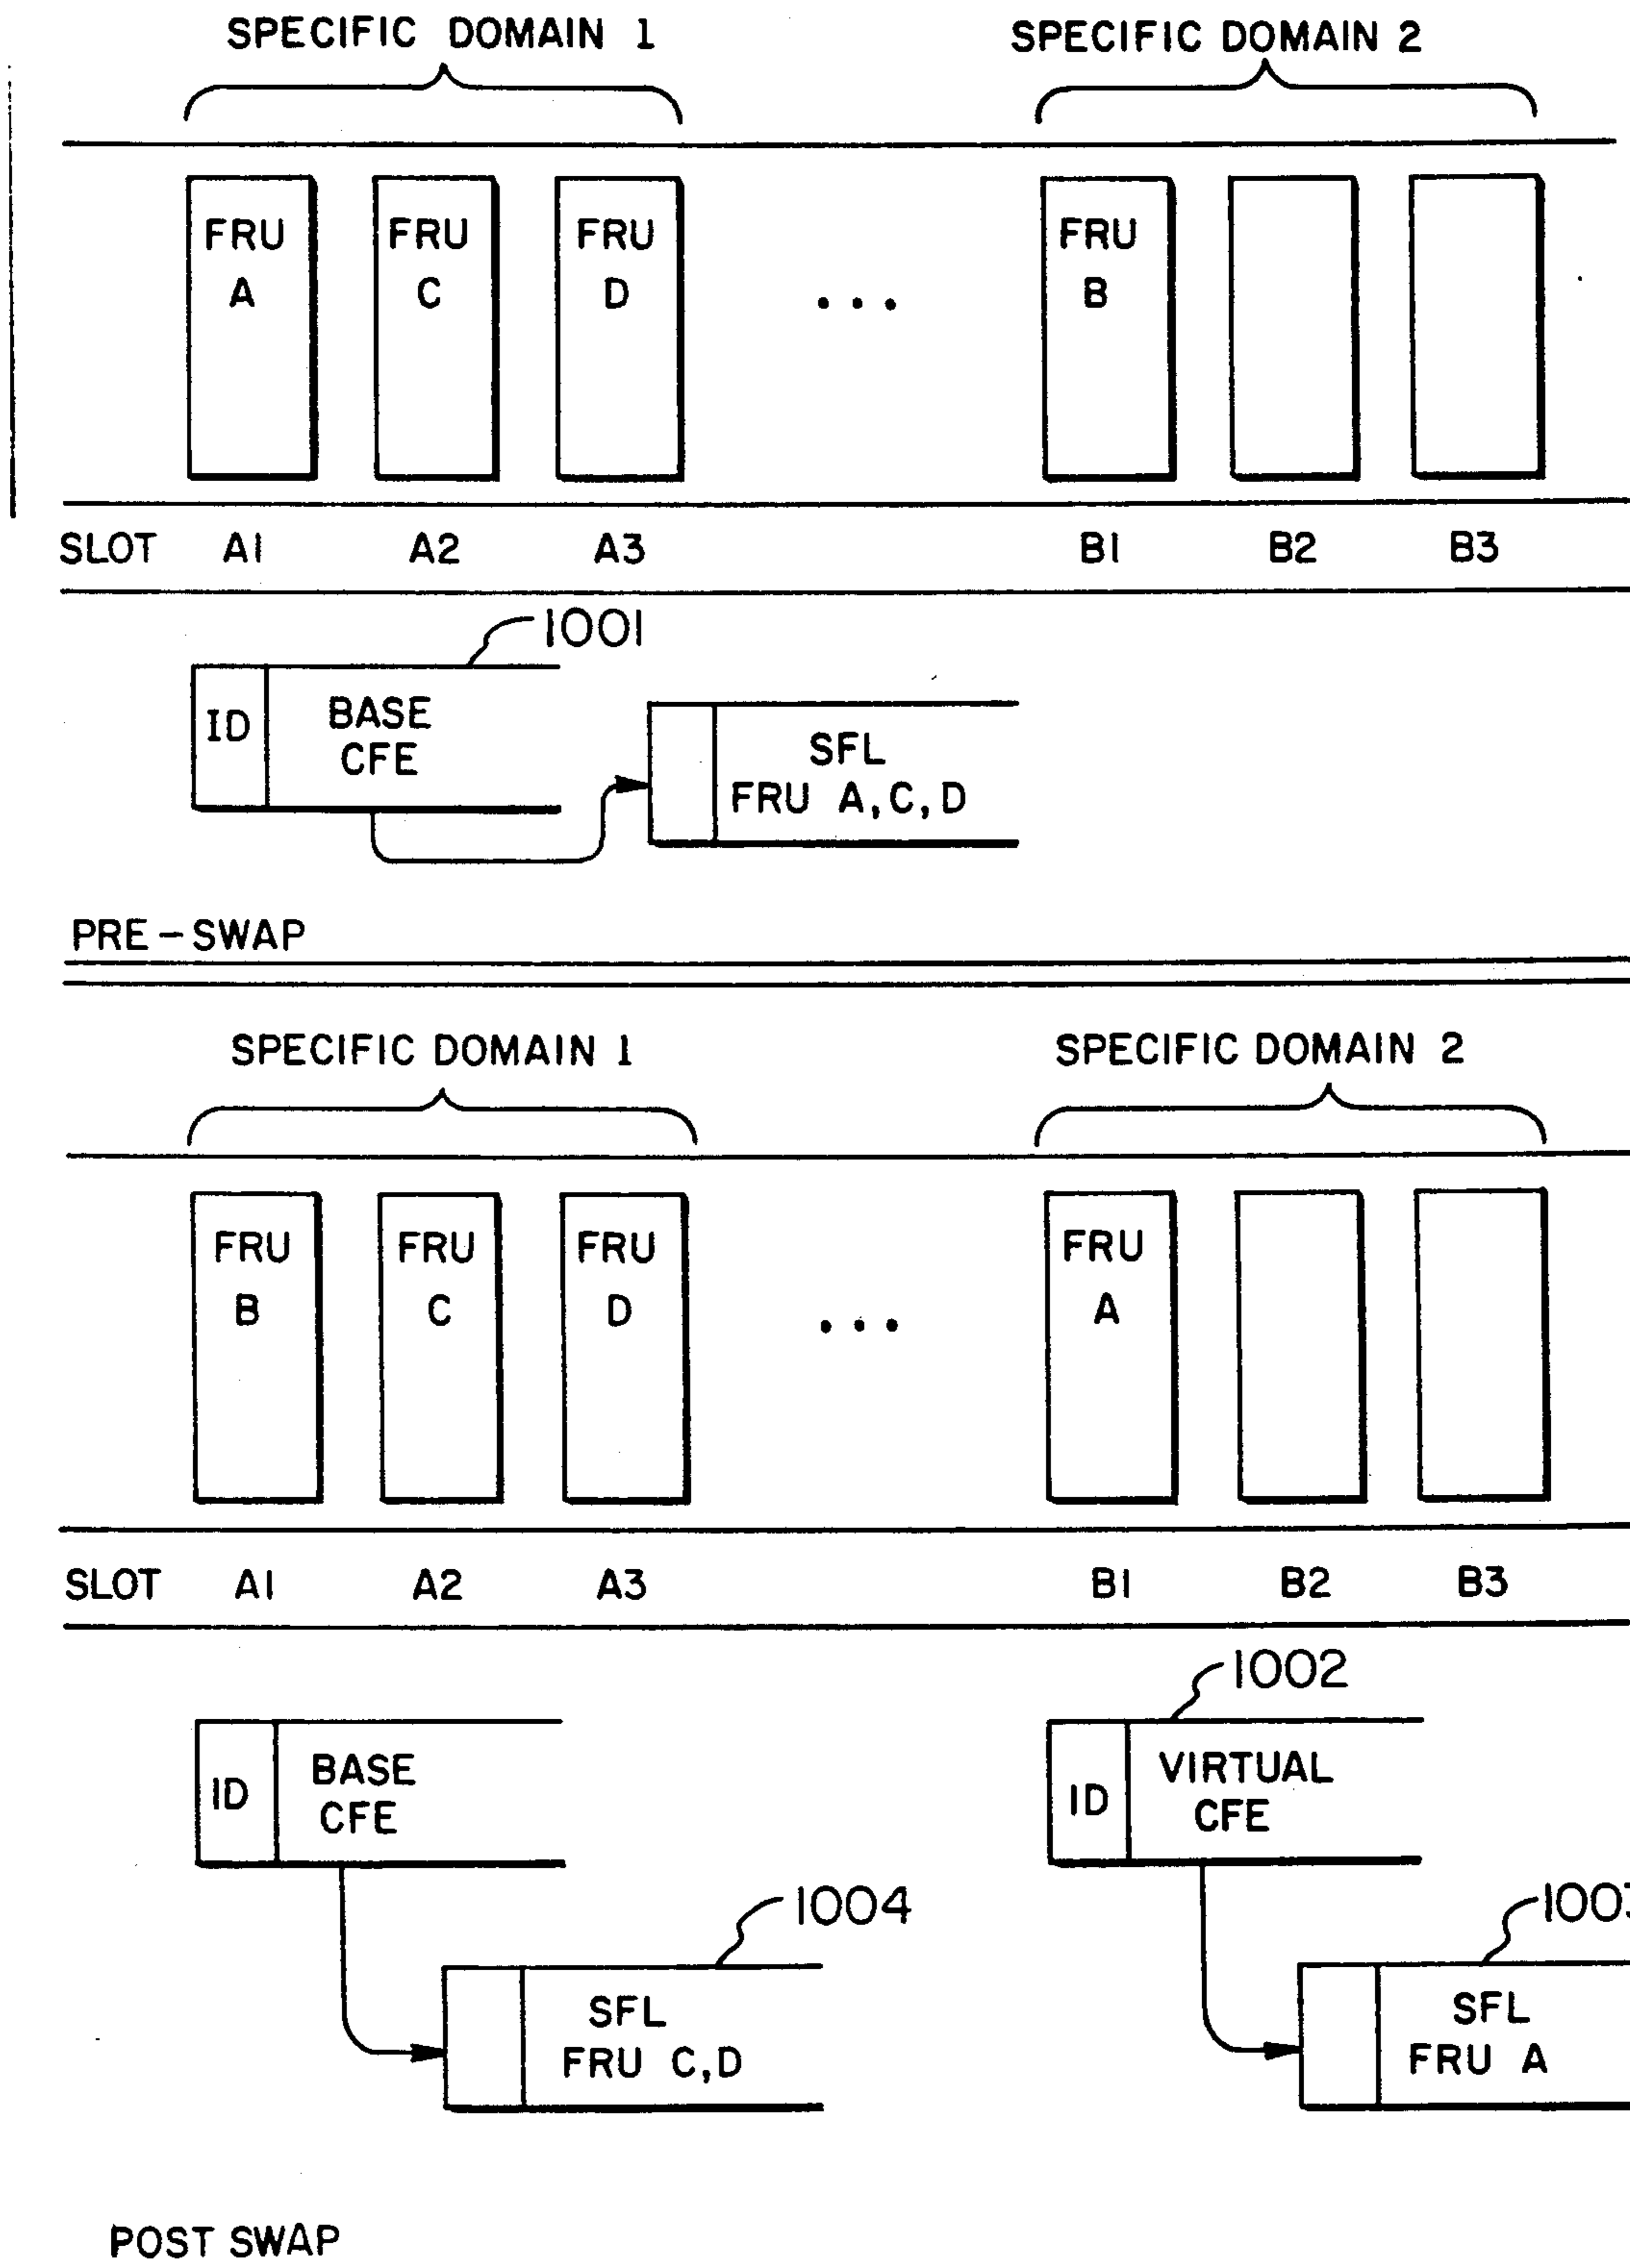 SPECIFIC DOMAIN 1 SPECIFIC DOMAIN 2
FRU A
FRU C
FRU D
...
FRU B
SLOT A1 A2 A3 B1 B2 B3
1001
ID
BASE
CFE
SFL
FRU A,C,D
PRE-SWAP
SPECIFIC DOMAIN 1 SPECIFIC DOMAIN 2
FRU B
FRU C
FRU D
...
FRU A
SLOT A1 A2 A3 B1 B2 B3
1002
ID
BASE
CFE
ID
VIRTUAL
CFE
1004
SFL
FRU C,D
SFL
FRU A
POST SWAP